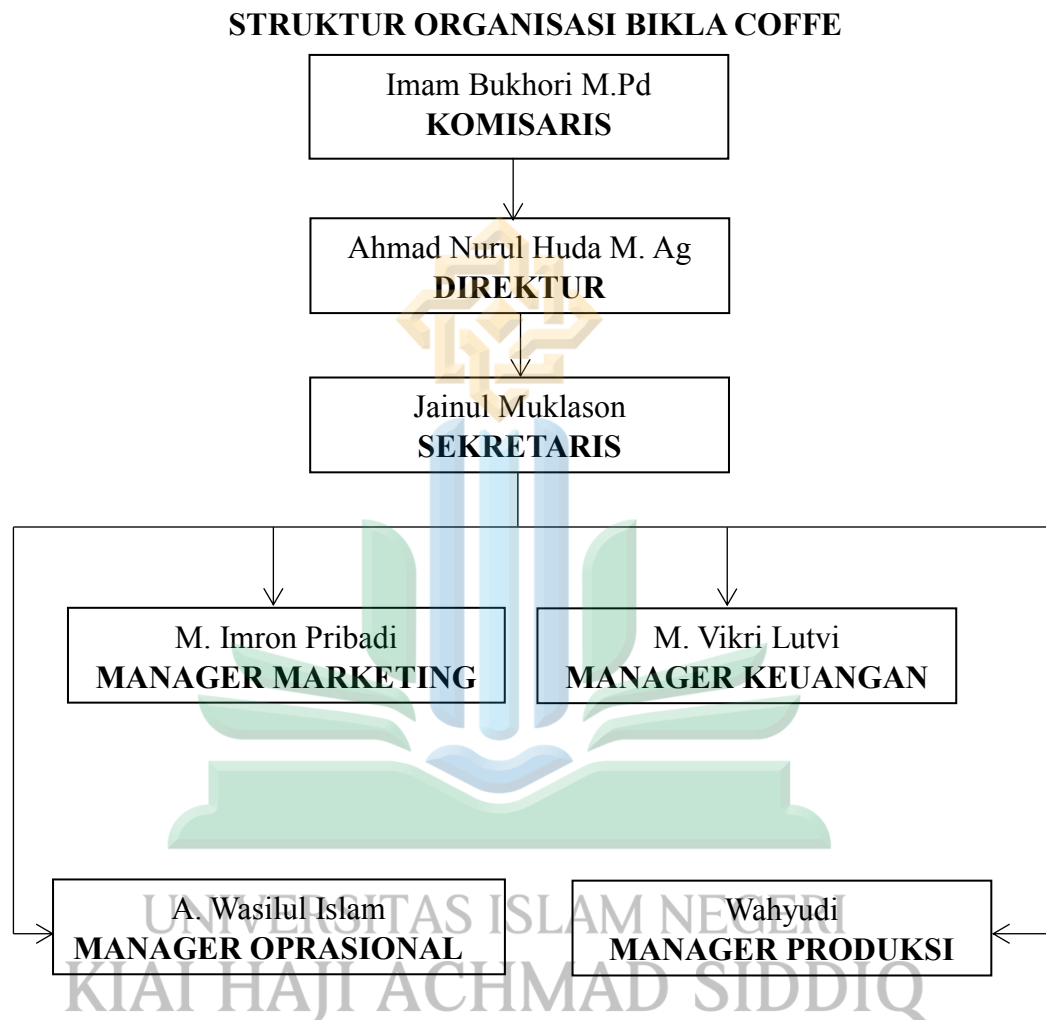 STRUKTUR ORGANISASI BIKLA COFFE
Imam Bukhori M.Pd
KOMISARIS
Ahmad Nurul Huda M. Ag
DIREKTUR
Jainul Muklason
SEKRETARIS
M. Imron Pribadi
MANAGER MARKETING
M. Vikri Lutvi
MANAGER KEUANGAN
A. Wasilul Islam
MANAGER OPRASIONAL
Wahyudi
MANAGER PRODUKSI
UNIVERSITAS ISLAM NEGERI
KIAI HAJI ACHMAD SIDDIQ